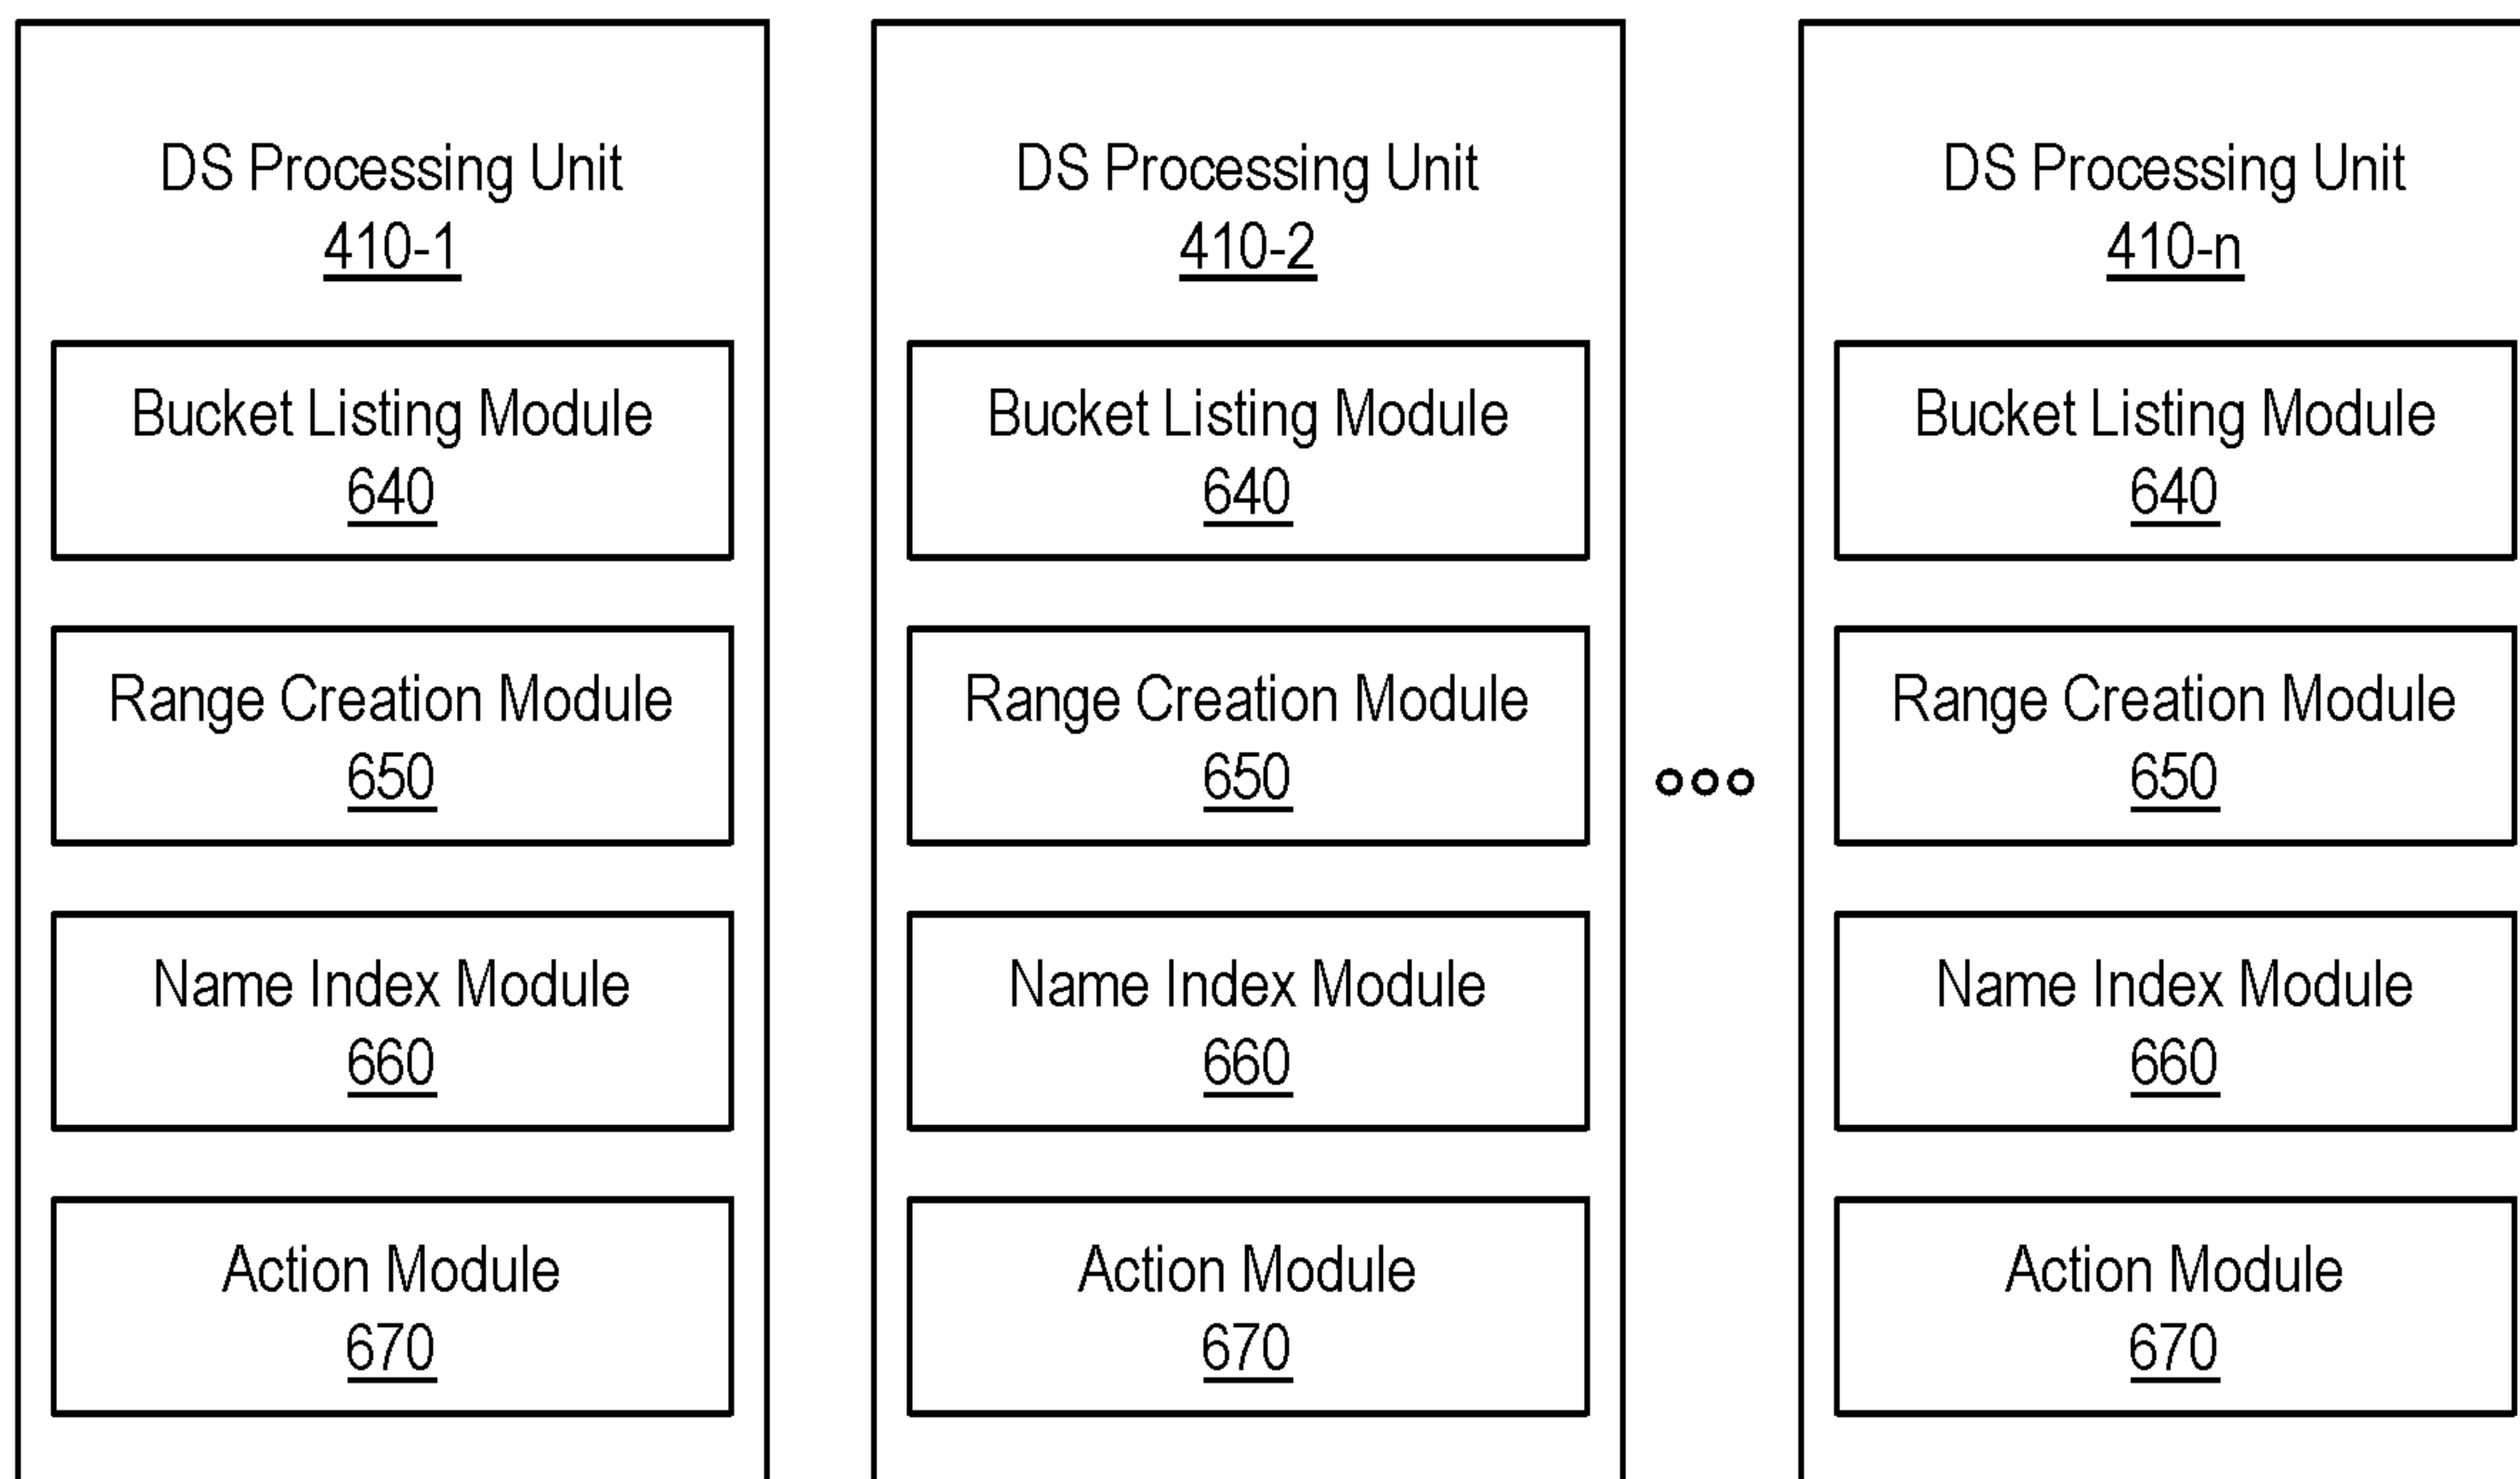 DS Processing Unit
410-1
Bucket Listing Module
640
Range Creation Module
650
Name Index Module
660
Action Module
670
DS Processing Unit
410-2
Bucket Listing Module
640
Range Creation Module
650
Name Index Module
660
Action Module
670
DS Processing Unit
410-n
Bucket Listing Module
640
Range Creation Module
650
Name Index Module
660
Action Module
670